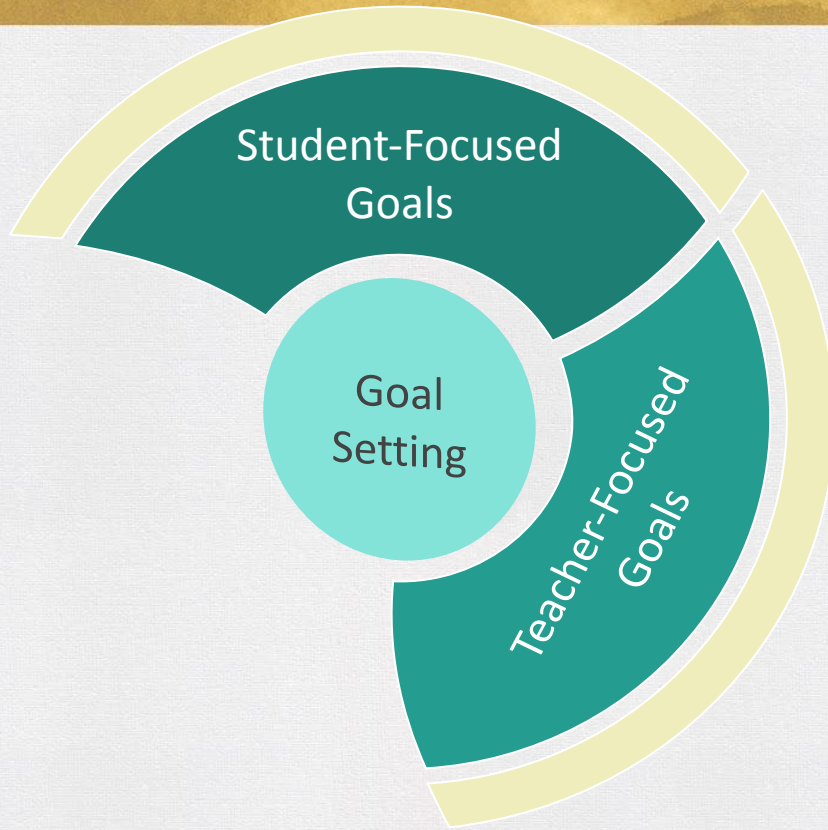 Student-Focused
Goals
Goal
Setting
Teacher-Focused
Goals